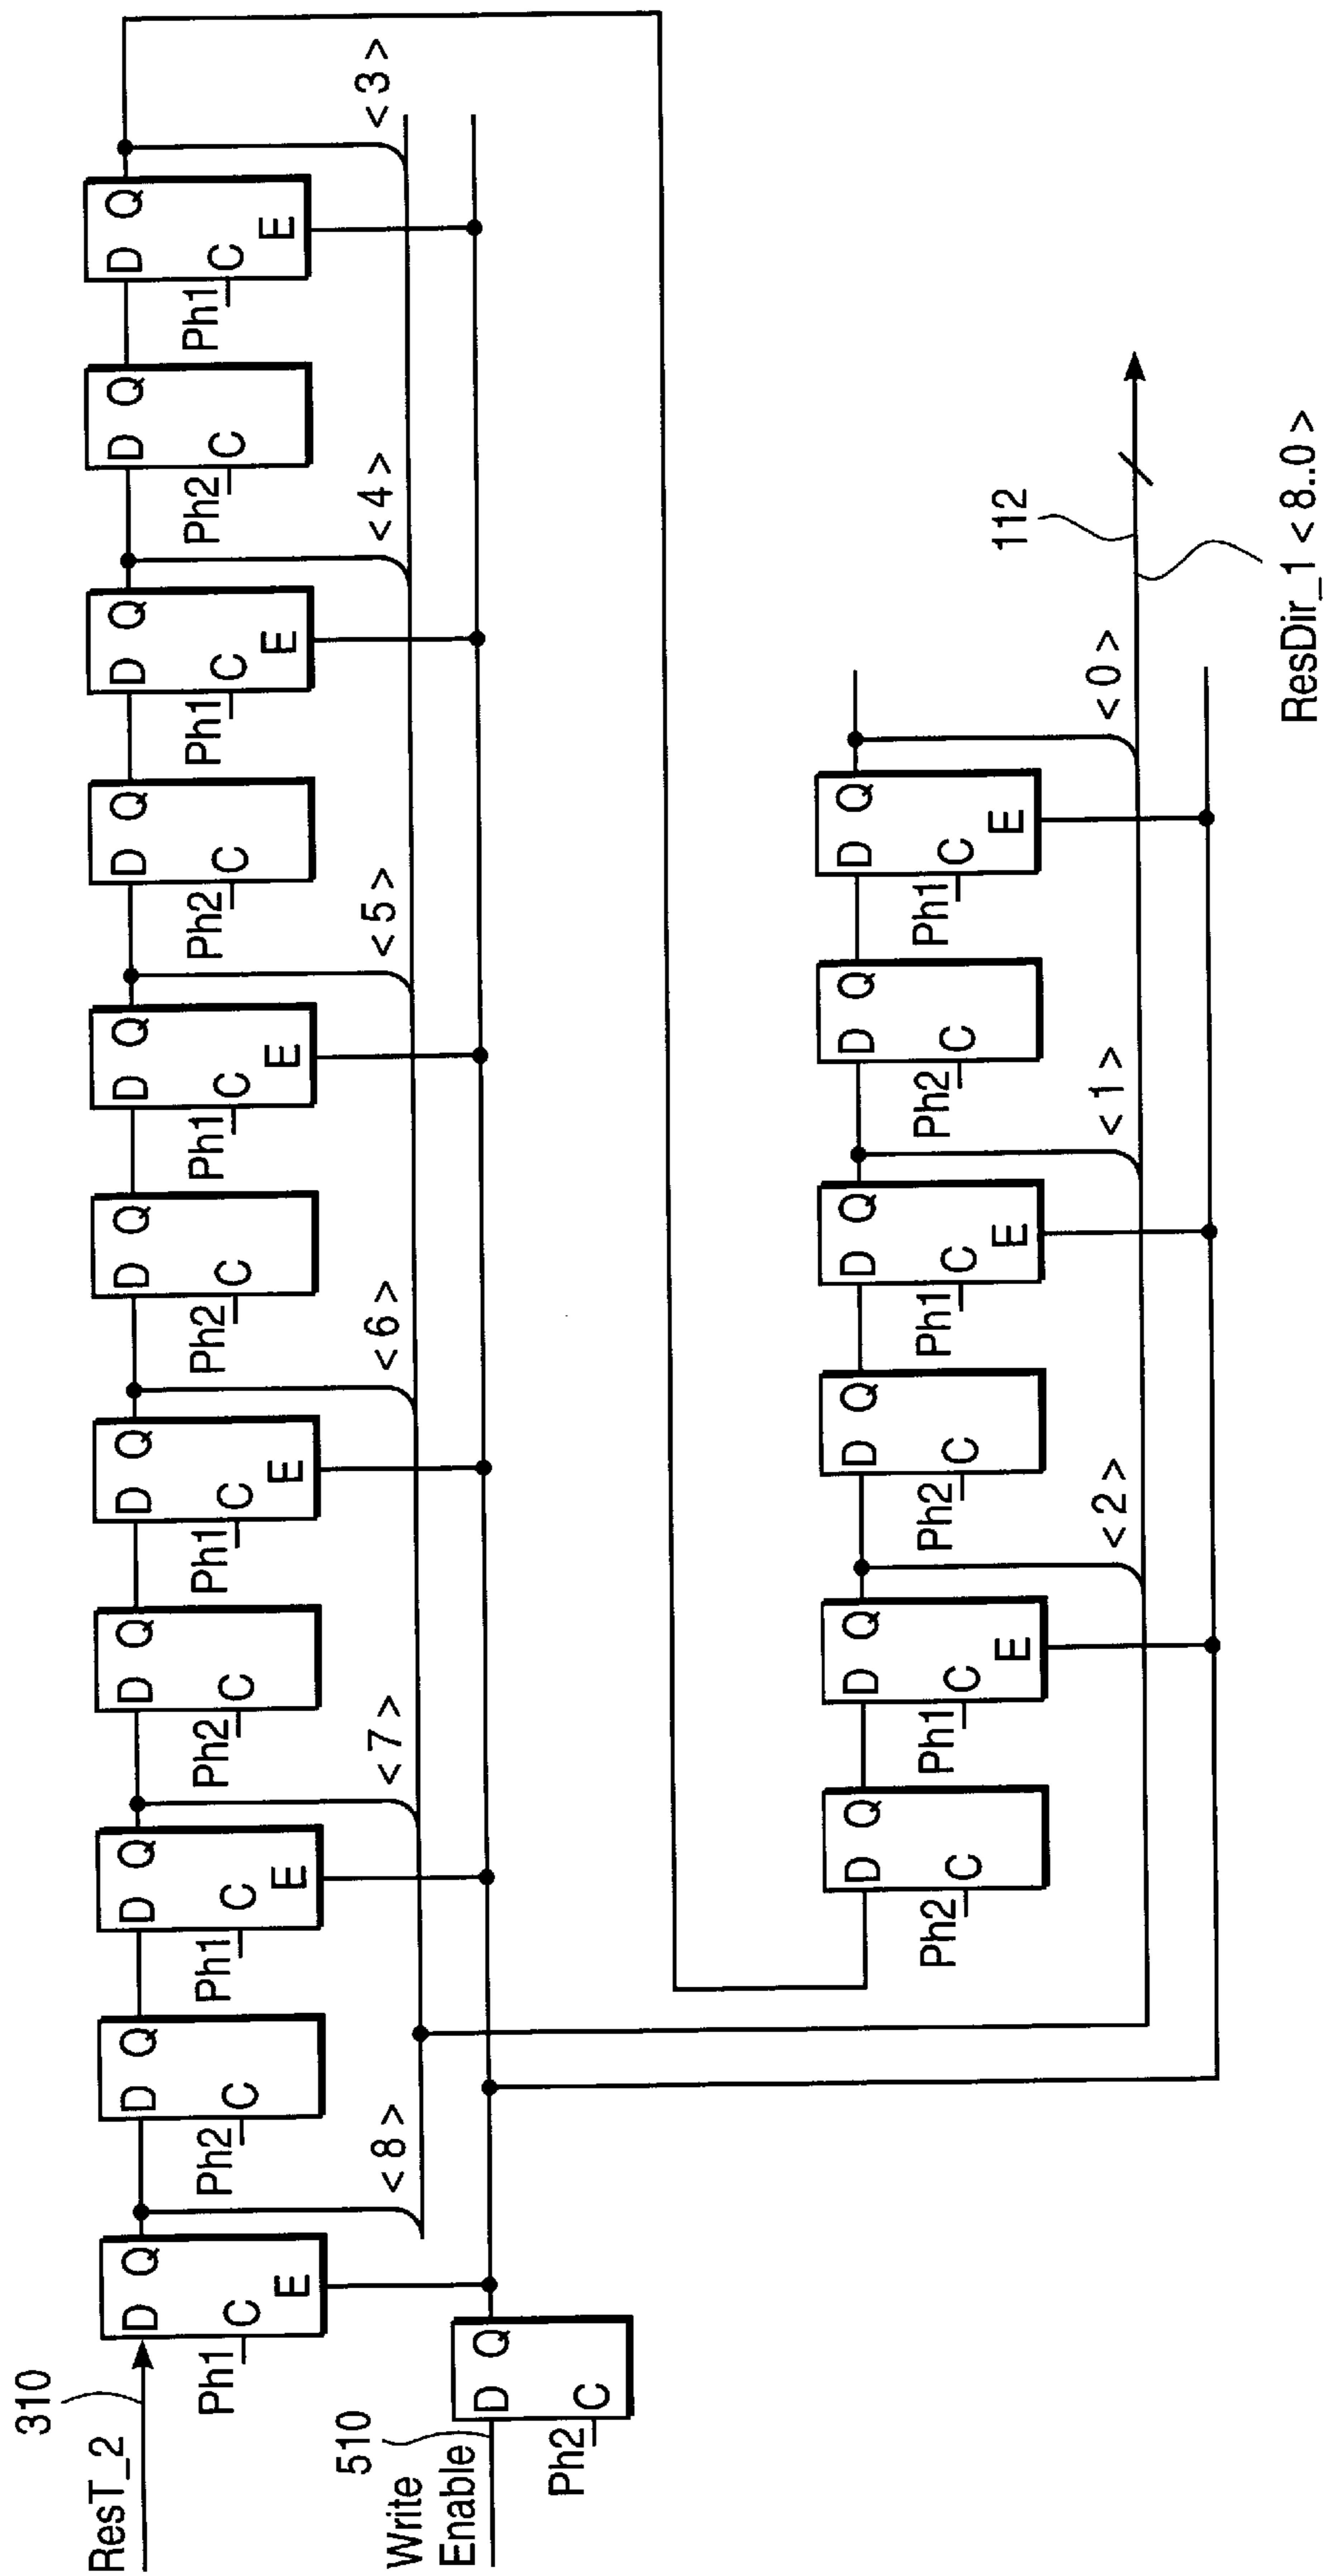 310
ResT_2
D Q D Q D Q D Q D Q D Q D Q D Q D Q D Q D Q
Ph1 C Ph2 C Ph1 C Ph2 C Ph1 C Ph2 C Ph1 C Ph2 C Ph1 C Ph2 C Ph1 C
E E E E E E
< 8 > < 7 > < 6 > < 5 > < 4 > < 3 >
510
Write
Enable
D Q
Ph2 C
D Q D Q D Q D Q D Q D Q
Ph2 C Ph1 C Ph2 C Ph1 C Ph2 C Ph1 C
E E E
< 2 > < 1 > < 0 >
112
ResDir_1 < 8..0 >